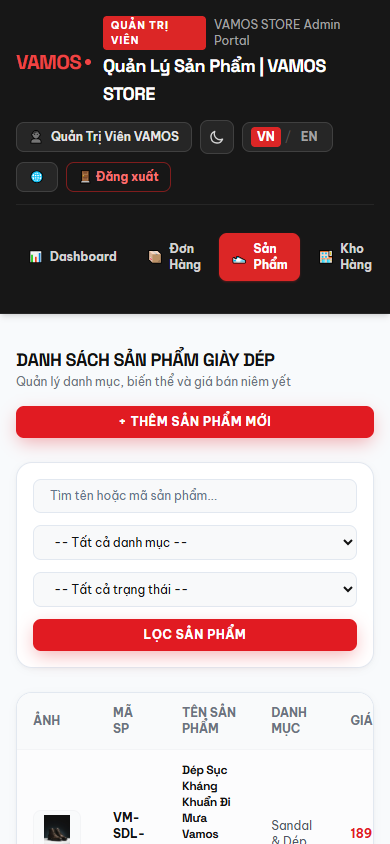 VAMOS
QUẢN TRỊ
VIÊN
VAMOS STORE Admin
Portal
Quản Lý Sản Phẩm | VAMOS
STORE
Quản Trị Viên VAMOS
VN / EN
Đăng xuất
Dashboard
Đơn
Hàng
Sản
Phẩm
Kho
Hàng
DANH SÁCH SẢN PHẨM GIÀY DÉP
Quản lý danh mục, biến thể và giá bán niêm yết
+ THÊM SẢN PHẨM MỚI
Tìm tên hoặc mã sản phẩm...
-- Tất cả danh mục --
-- Tất cả trạng thái --
LỌC SẢN PHẨM
ẢNH
MÃ
SP
TÊN SẢN
PHẨM
DANH
MỤC
GIÁ
VM-
SDL-
Dép Sục
Kháng
Khuẩn Đi
Mưa
Vamos
Sandal
& Dép
189